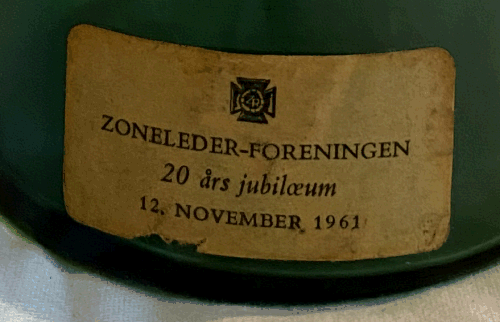 ZONELEDER-FORENINGEN
20 års jubilæum
12. NOVEMBER 1961